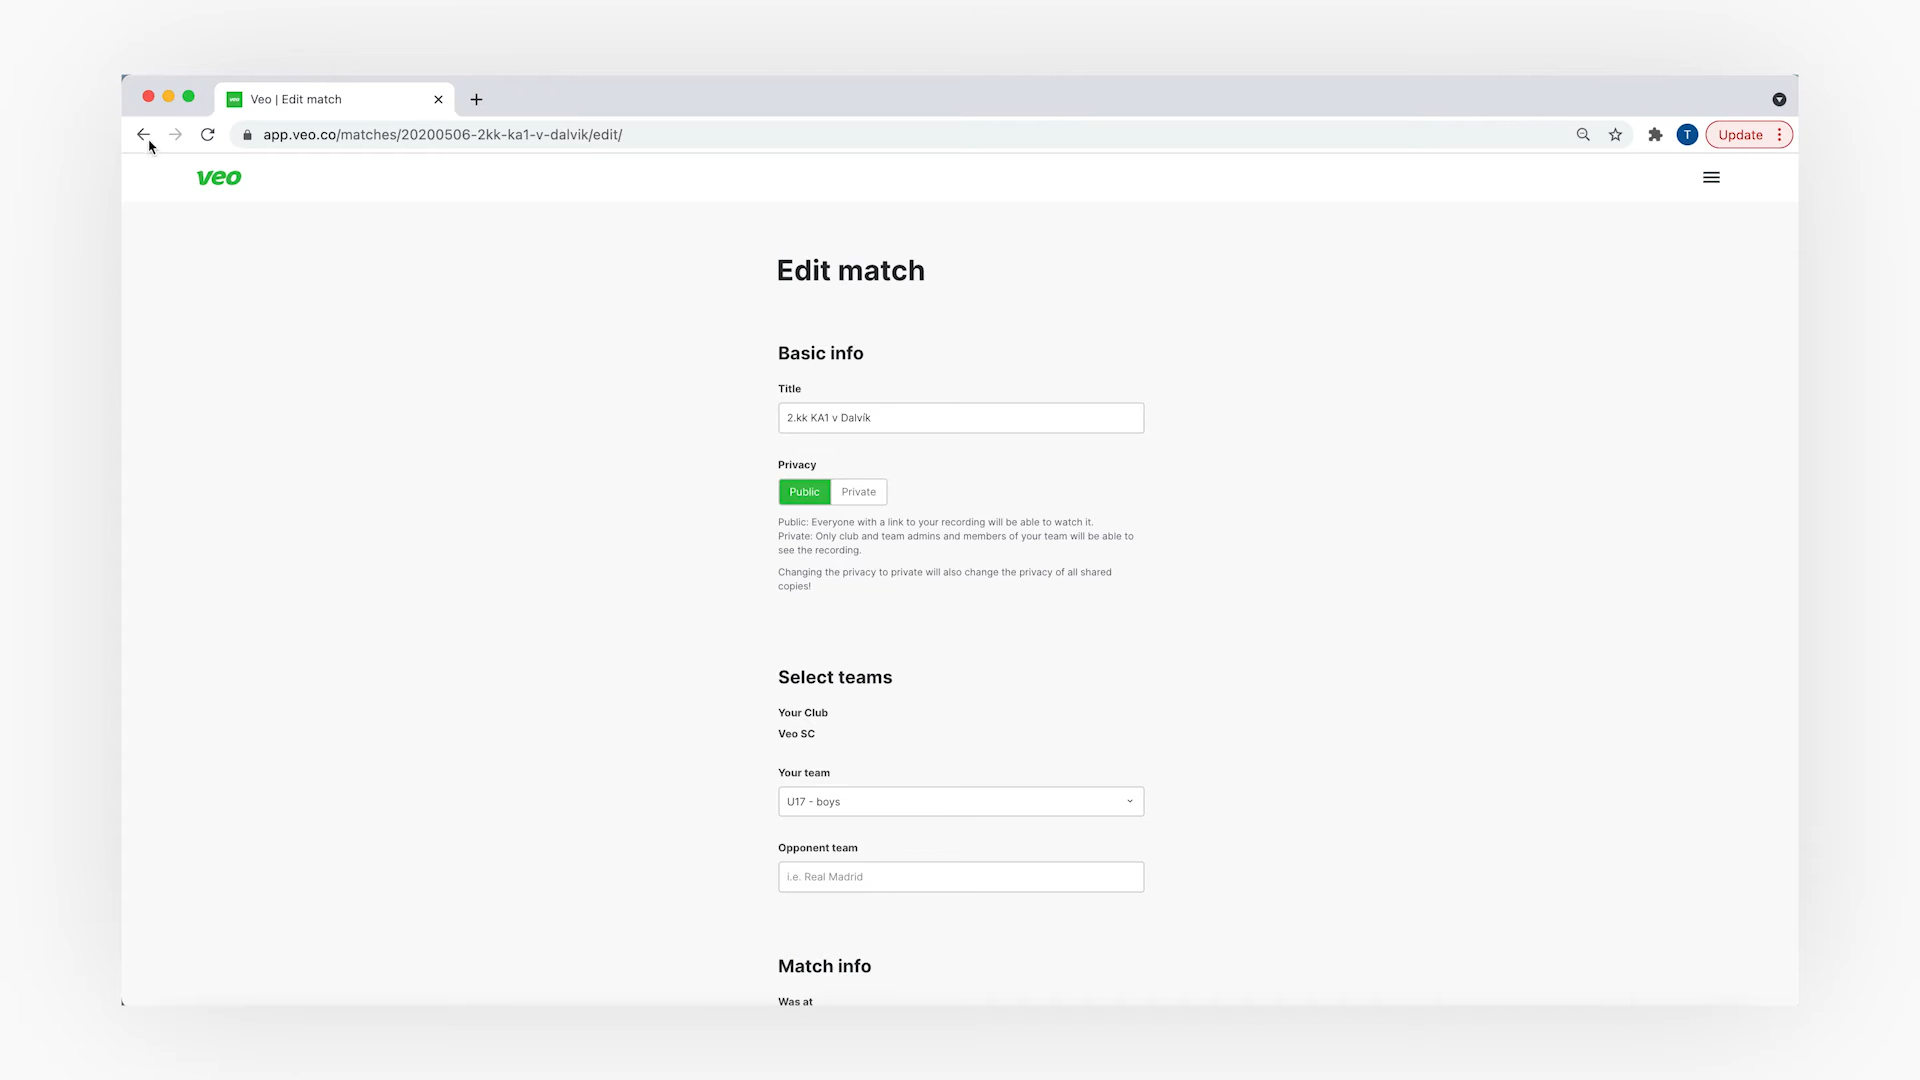 veo
Veo | Edit match
app.veo.co/matches/20200506-2kk-ka1-v-dalvik/edit/
T
Update
veo
Edit match
Basic info
Title
2.kk KA1 v Dalvík
Privacy
Public
Private
Public: Everyone with a link to your recording will be able to watch it.
Private: Only club and team admins and members of your team will be able to
see the recording.
Changing the privacy to private will also change the privacy of all shared
copies!
Select teams
Your Club
Veo SC
Your team
U17 - boys
Opponent team
i.e. Real Madrid
Match info
Was at